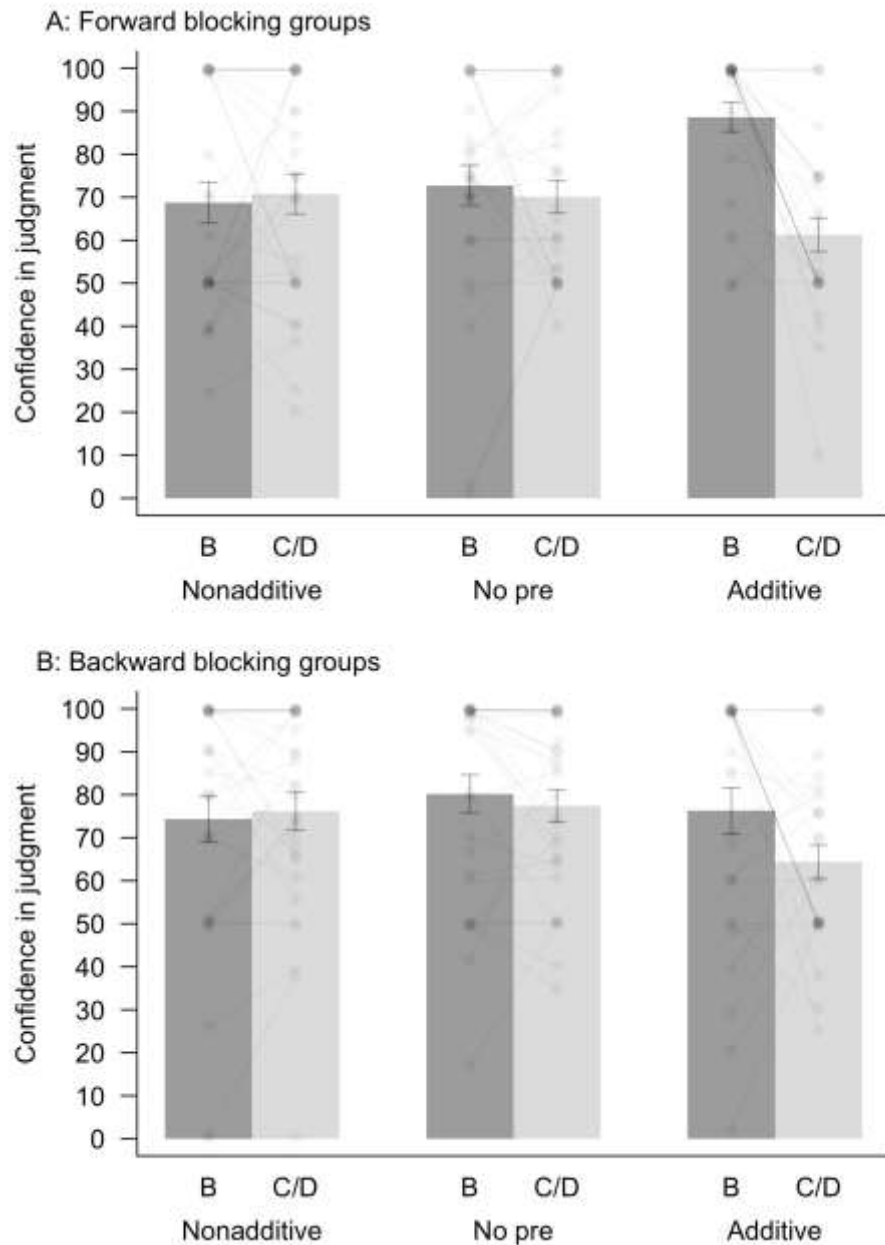 A: Forward blocking groups
Confidence in judgment
100
90
80
70
60
50
40
30
20
10
0
B C/D B C/D B C/D
Nonadditive No pre Additive
B: Backward blocking groups
Confidence in judgment
100
90
80
70
60
50
40
30
20
10
0
B C/D B C/D B C/D
Nonadditive No pre Additive